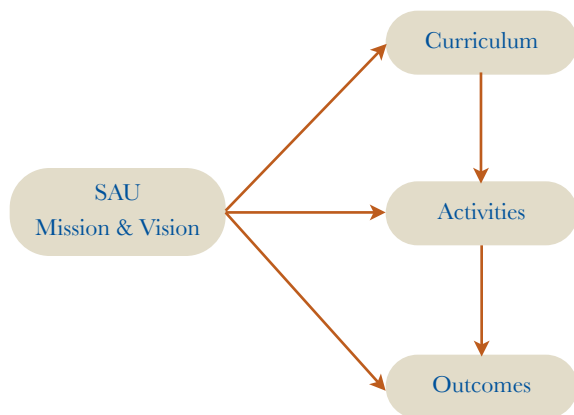 Curriculum
SAU
Mission & Vision
Activities
Outcomes